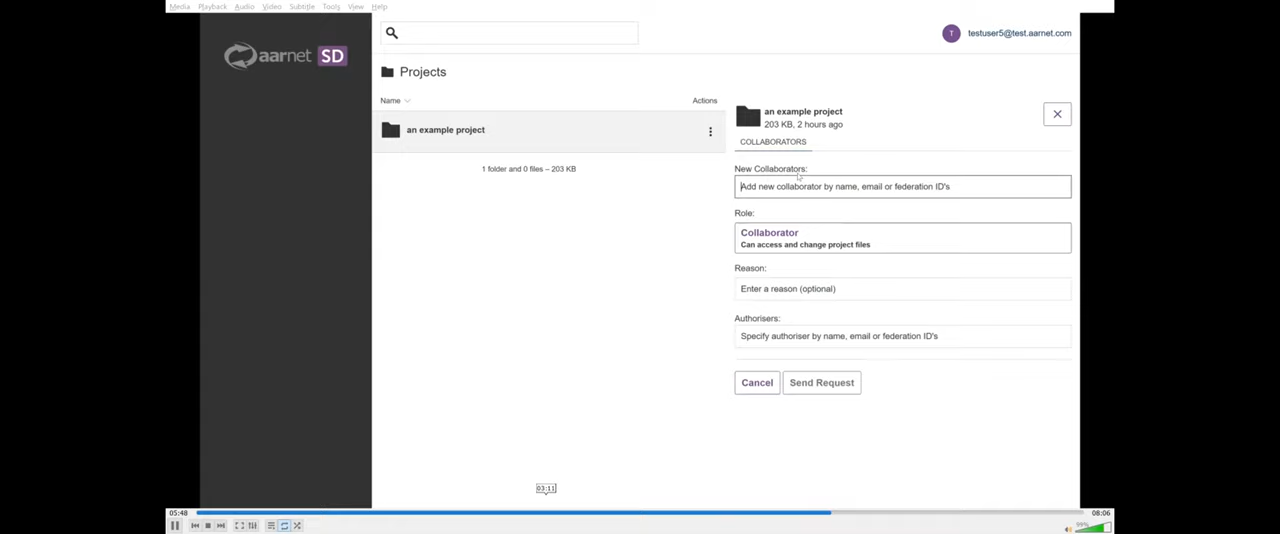 Media Playback Audio Video Subtitle Tools View Help
aarnet SD
T testuser5@test.aarnet.com
Projects
Name Actions
an example project
1 folder and 0 files – 203 KB
an example project
203 KB, 2 hours ago
COLLABORATORS
New Collaborators:
Add new collaborator by name, email or federation ID's
Role:
Collaborator
Can access and change project files
Reason:
Enter a reason (optional)
Authorisers:
Specify authoriser by name, email or federation ID's
Cancel Send Request
03:11
05:48 08:06
99%